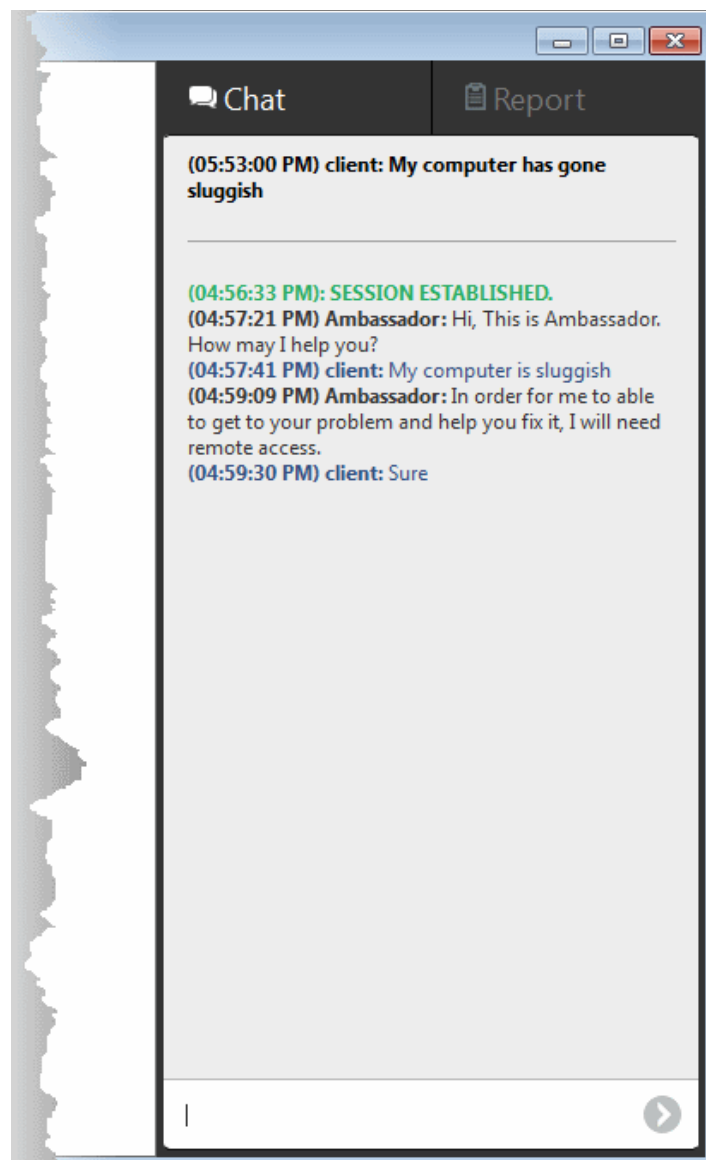 Chat
Report
(05:53:00 PM) client: My computer has gone
sluggish
(04:56:33 PM): SESSION ESTABLISHED.
(04:57:21 PM) Ambassador: Hi, This is Ambassador.
How may I help you?
(04:57:41 PM) client: My computer is sluggish
(04:59:09 PM) Ambassador: In order for me to able
to get to your problem and help you fix it, I will need
remote access.
(04:59:30 PM) client: Sure